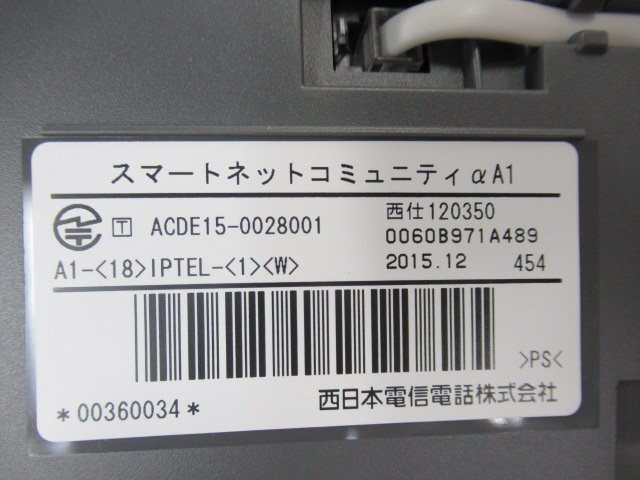 スマートネットコミュニティαA1
T ACDE15-0028001
西仕120350
0060B971A489
A1-<18>IPTEL-<1><W>
2015.12 454
>PS<
*00360034*
西日本電信電話株式会社